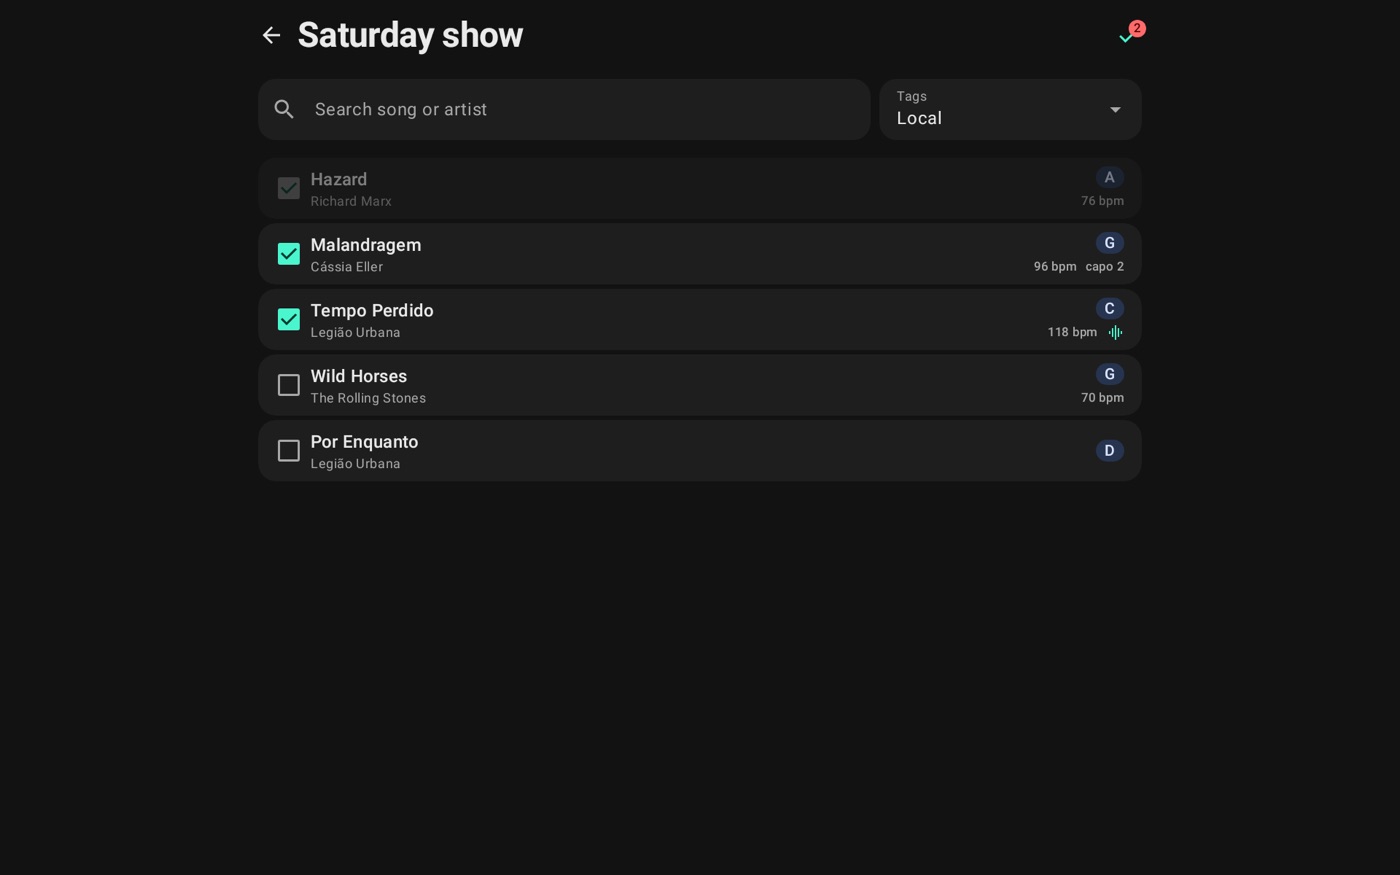 Saturday show
2
Search song or artist
Tags
Local
Hazard
A
Richard Marx
76 bpm
Malandragem
G
Cássia Eller
96 bpm capo 2
Tempo Perdido
C
Legião Urbana
118 bpm
Wild Horses
G
The Rolling Stones
70 bpm
Por Enquanto
D
Legião Urbana